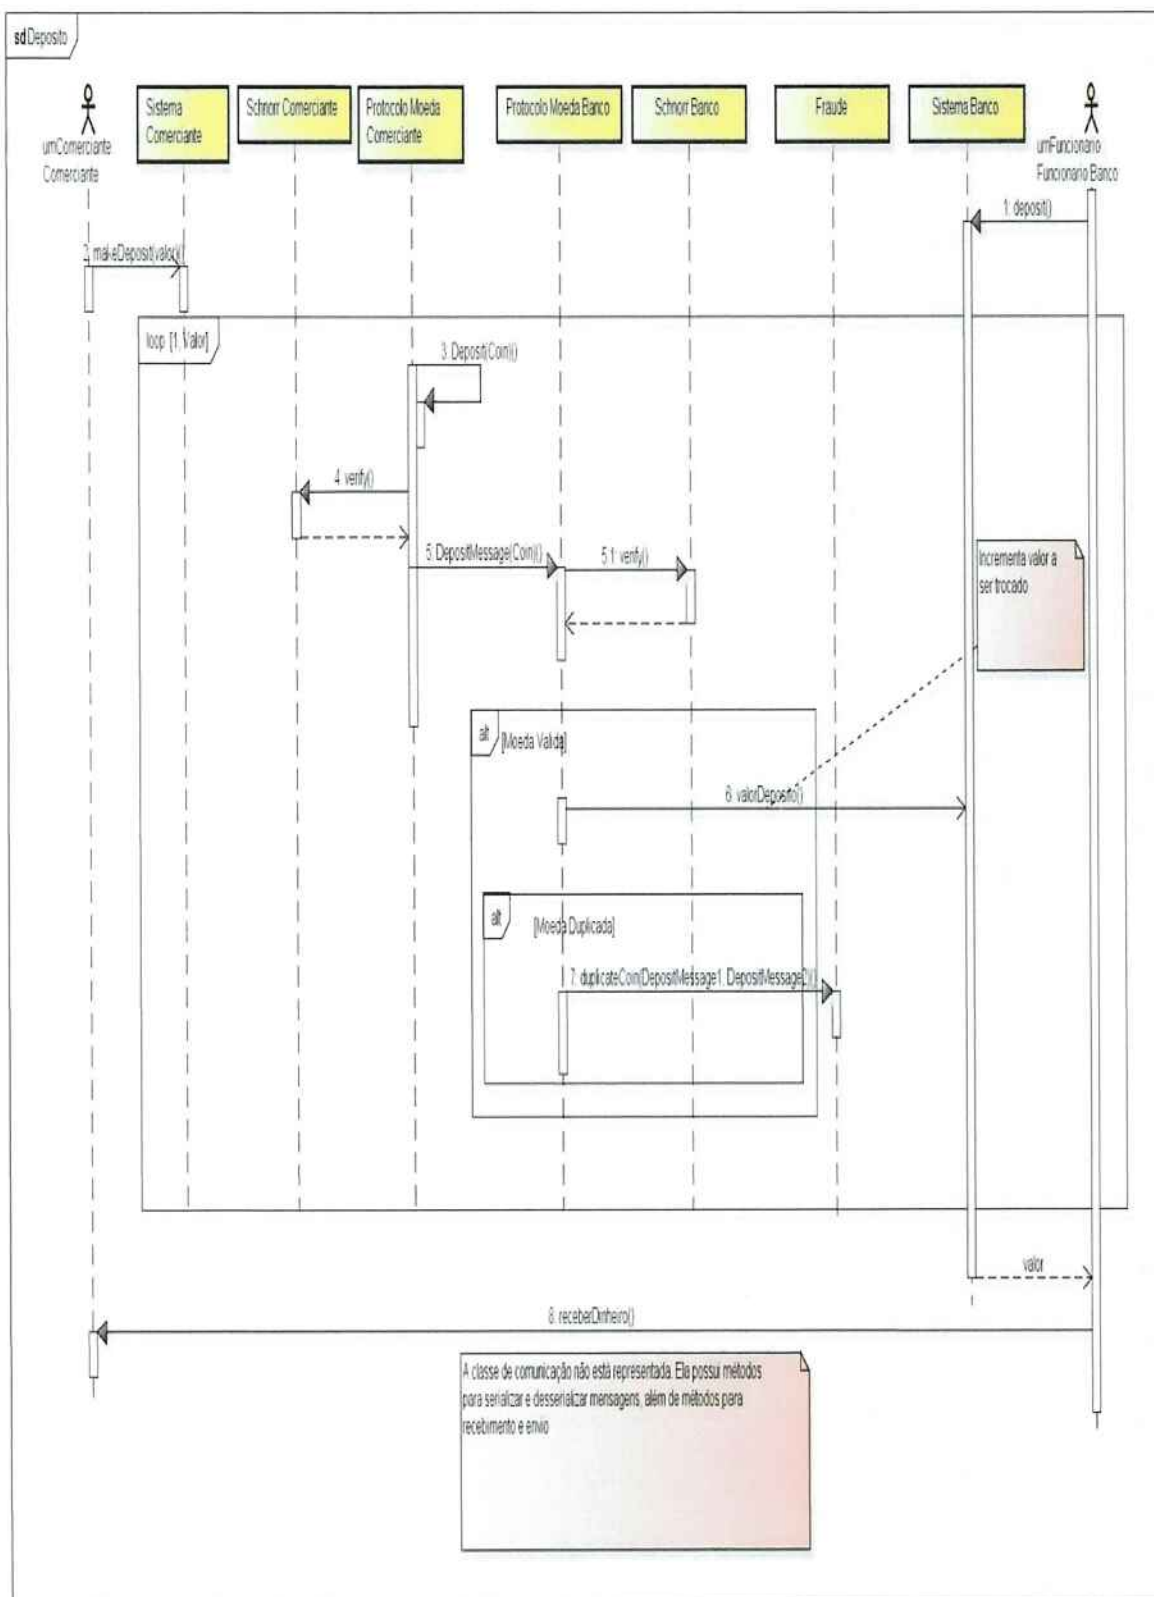 sd Deposito
umComerciante
Comerciante
Sistema
Comerciante
Schnorr Comerciante
Protocolo Moeda
Comerciante
Protocolo Moeda Banco
Schnorr Banco
Fraude
Sistema Banco
umFuncionario
Funcionario Banco
1: deposit()
2: makeDeposit(valor)()
loop [1, Valor]
3: Deposit(Coin)()
4: verify()
5: DepositMessage(Coin)()
5.1: verify()
Incrementa valor a
ser trocado
alt [Moeda Valida]
6: valorDeposito()
alt [Moeda Duplicada]
7: duplicateCoin(DepositMessage1, DepositMessage2)()
valor
8: receberDinheiro()
A classe de comunicação não está representada. Ela possui métodos
para serializar e desserializar mensagens, além de métodos para
recebimento e envio